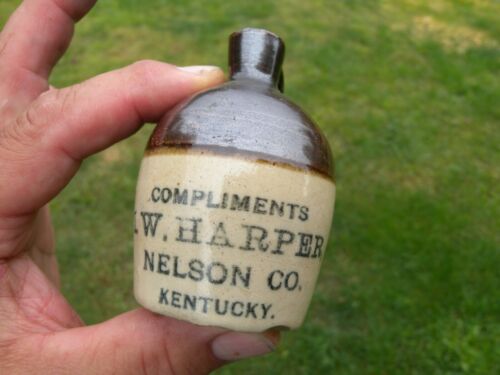 COMPLIMENTS
I.W. HARPER
NELSON CO.
KENTUCKY.